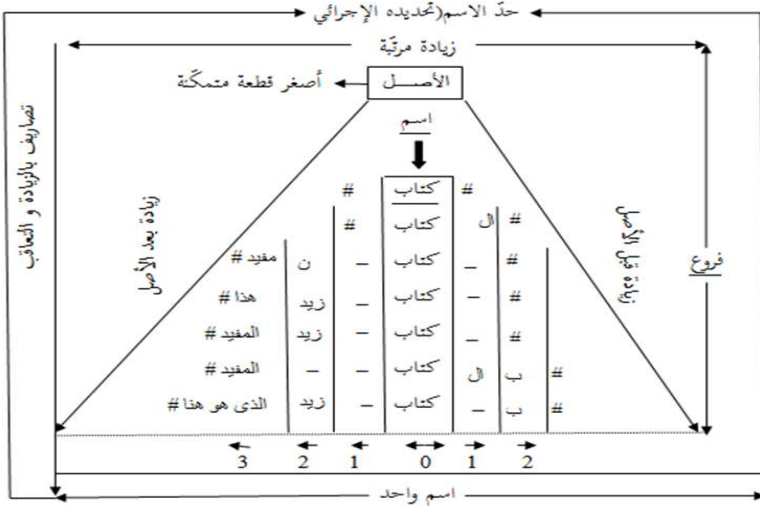 حدّ الاسم(تحديده الإجرائي
زيادة مرتّبة
الأصــل
أصغر قطعة متمكّنة
اسم
# كتاب #
# ال كتاب #
# _ كتاب – ن مفيد #
# – كتاب – زيد هذا #
# – كتاب – زيد المفيد #
# ب ال كتاب – – المفيد #
# ب – كتاب – زيد الذى هو هنا #
2 1 0 1 2 3
اسم واحد
فروع
زيادة قبل الأصل
زيادة بعد الأصل
تصاريف بالزيادة و التعاقب